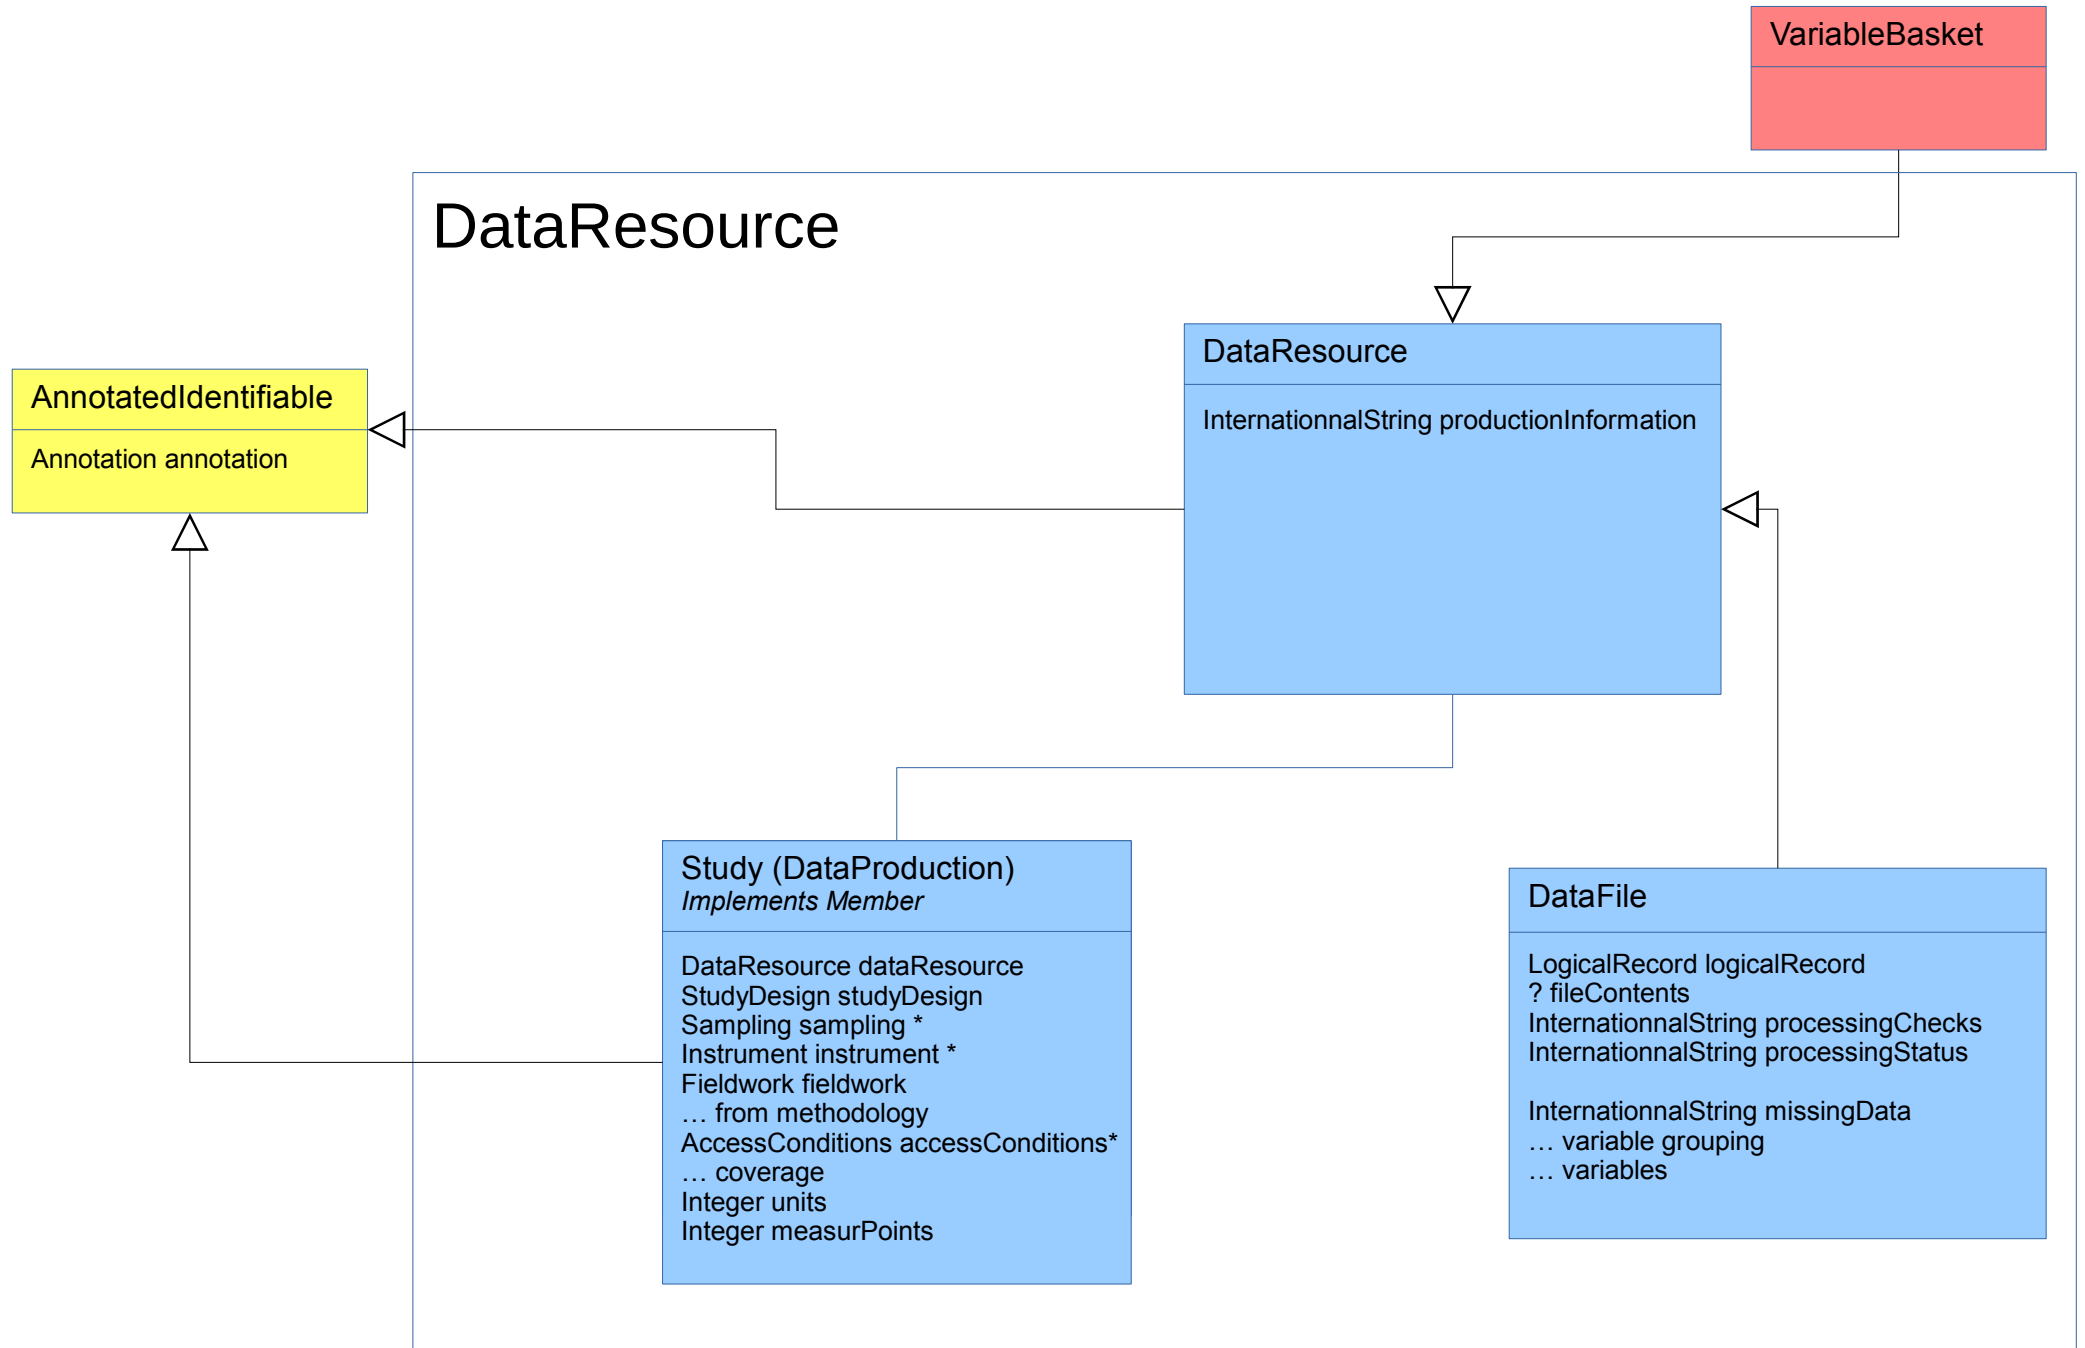 VariableBasket
DataResource
DataResource
InternationnalString productionInformation
AnnotatedIdentifiable
Annotation annotation
Study (DataProduction)
Implements Member
DataResource dataResource
StudyDesign studyDesign
Sampling sampling *
Instrument instrument *
Fieldwork fieldwork
… from methodology
AccessConditions accessConditions*
… coverage
Integer units
Integer measurPoints
DataFile
LogicalRecord logicalRecord
? fileContents
InternationnalString processingChecks
InternationnalString processingStatus
InternationnalString missingData
… variable grouping
… variables